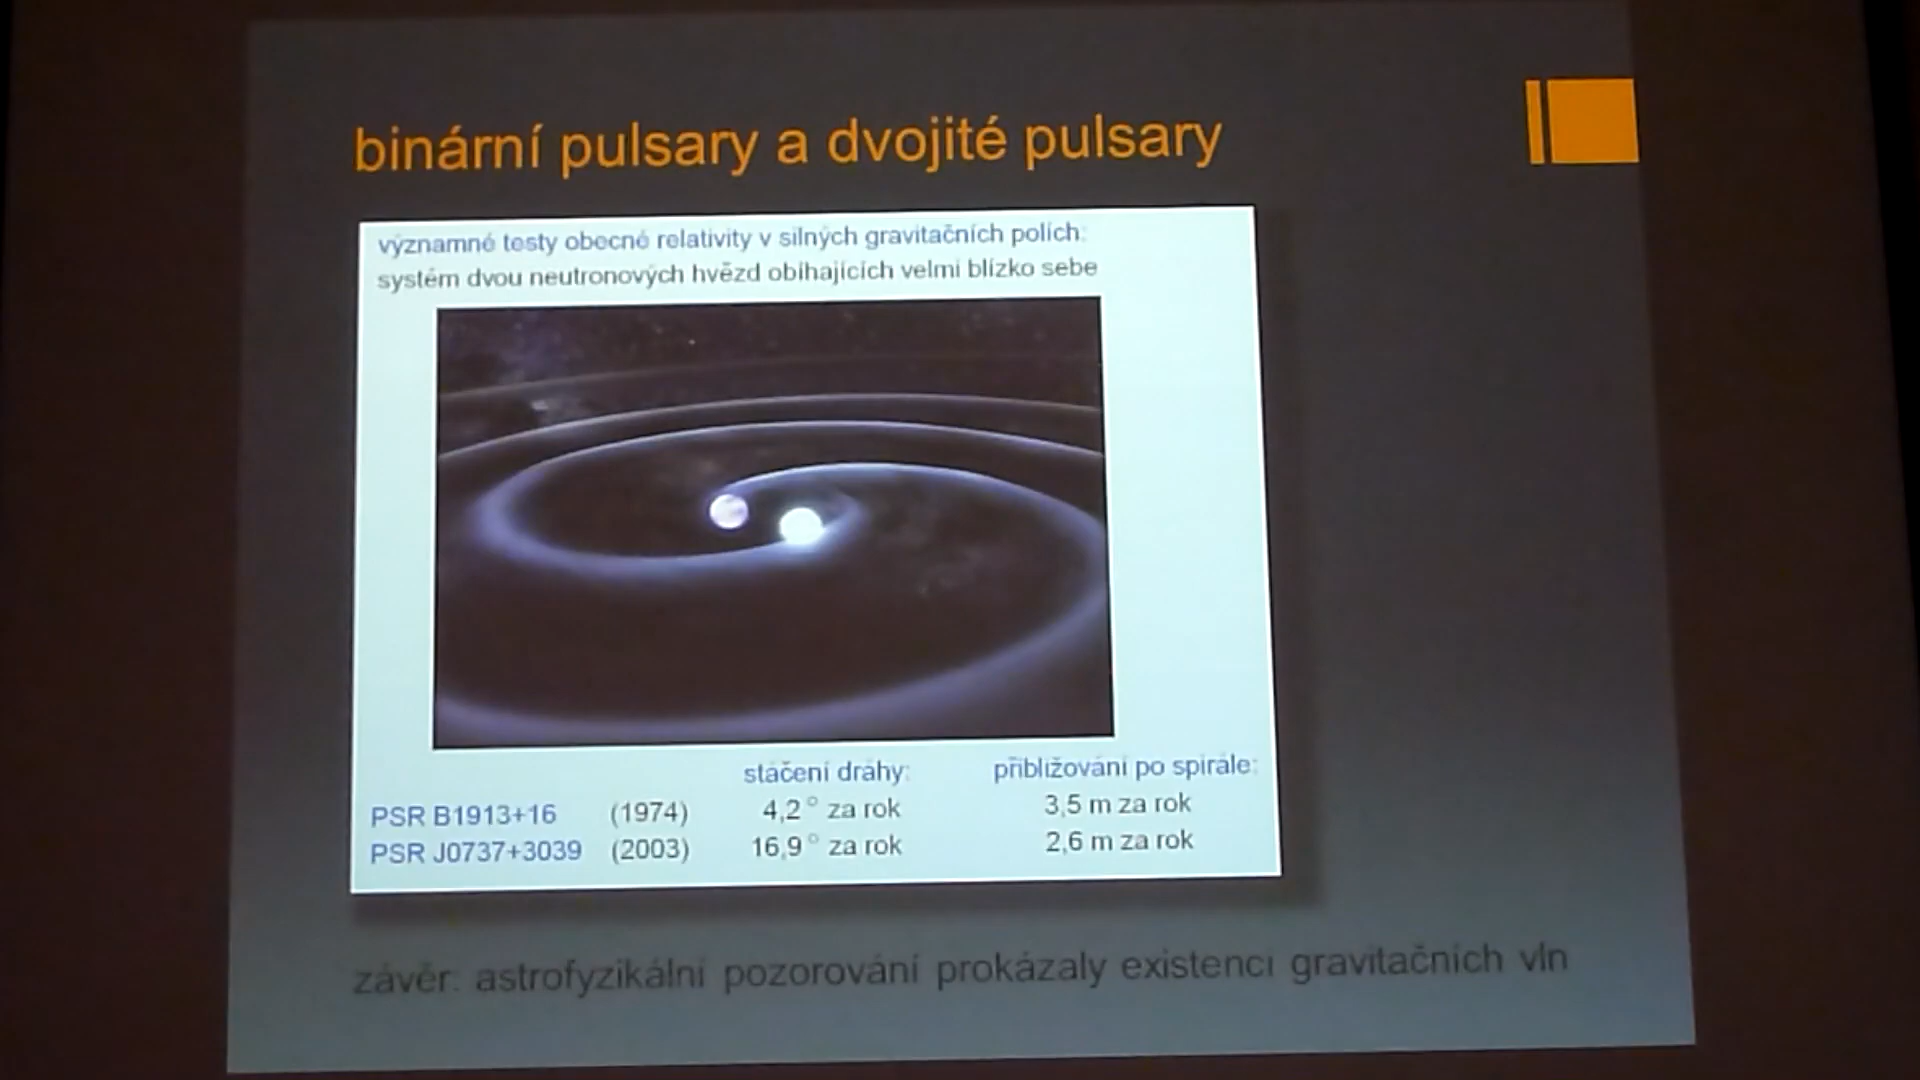 binární pulsary a dvojité pulsary
významné testy obecné relativity v silných gravitačních polích:
systém dvou neutronových hvězd obíhajících velmi blízko sebe
stáčení dráhy: přibližování po spirále:
PSR B1913+16 (1974) 4,2° za rok 3,5 m za rok
PSR J0737+3039 (2003) 16,9° za rok 2,6 m za rok
závěr: astrofyzikální pozorování prokázaly existenci gravitačních vln